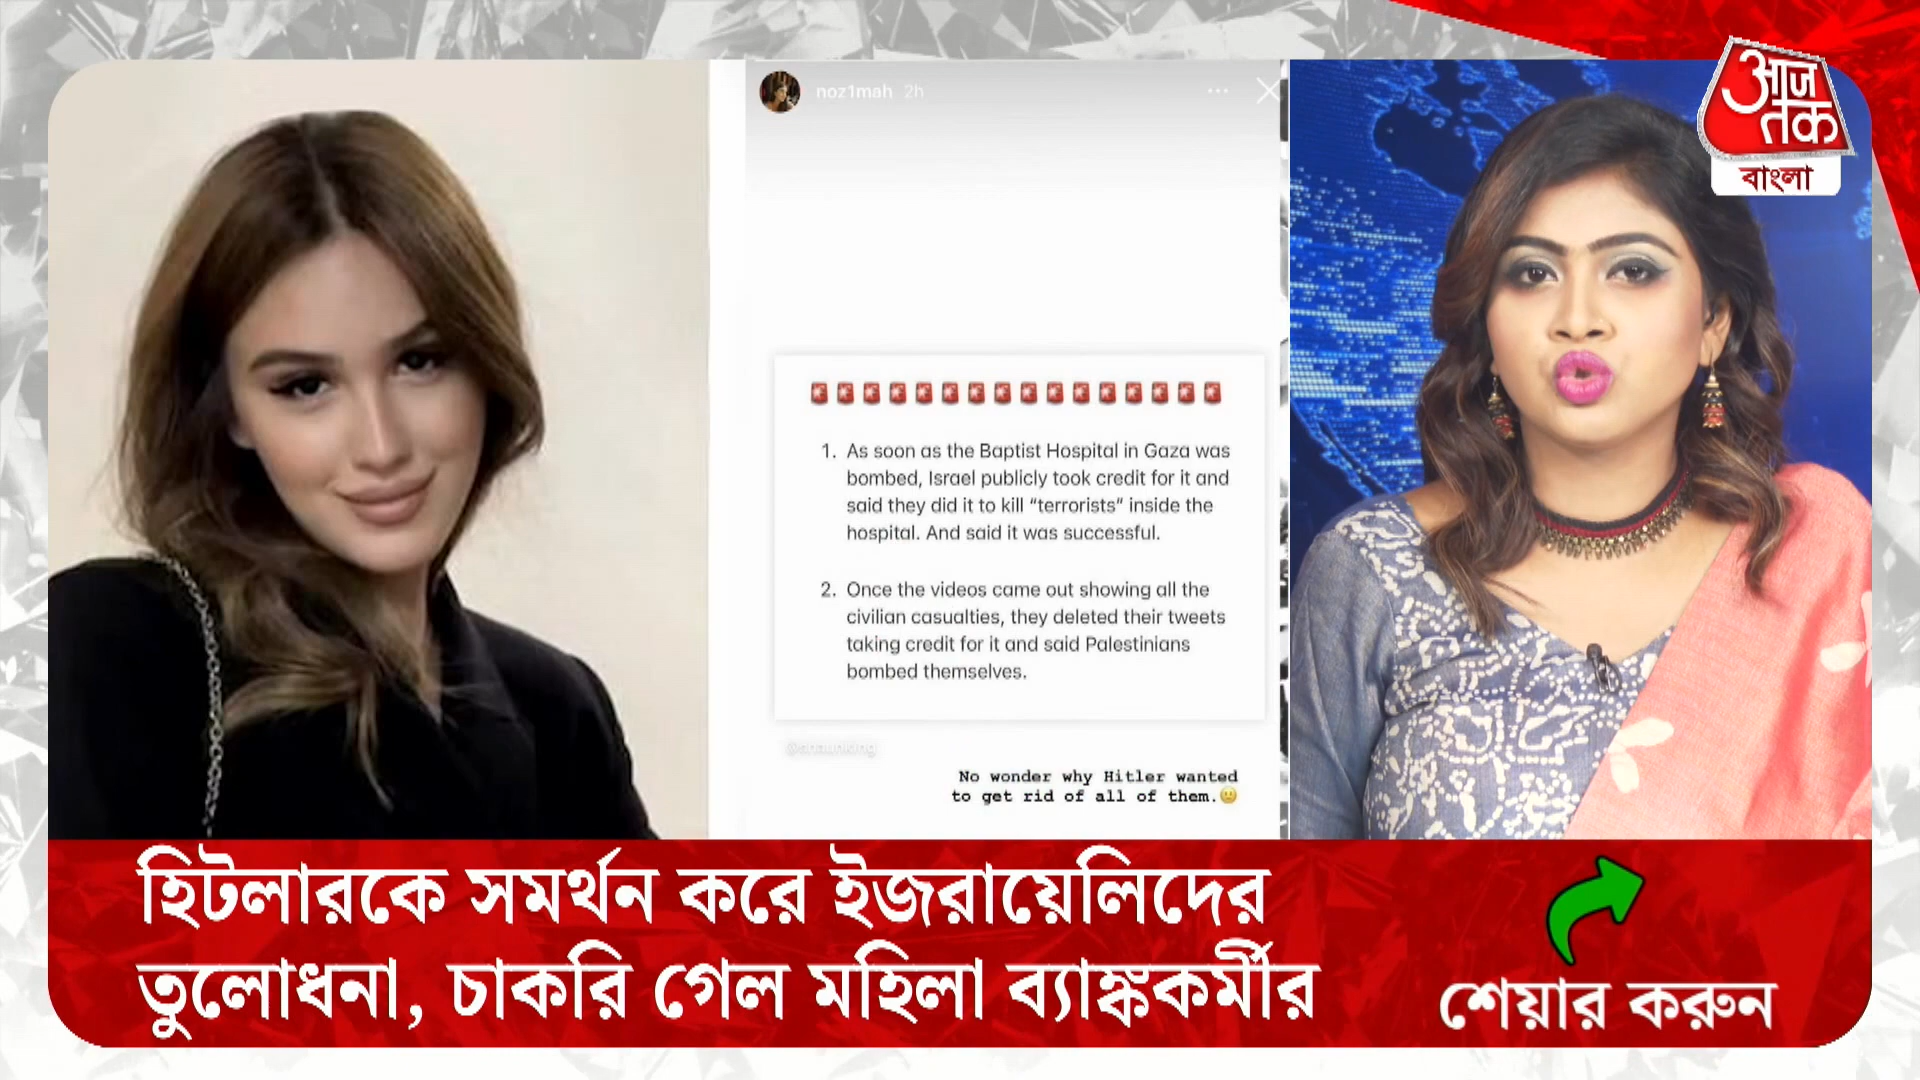 आज
तक
বাংলা
noz1mah 2h
1. As soon as the Baptist Hospital in Gaza was
bombed, Israel publicly took credit for it and
said they did it to kill “terrorists” inside the
hospital. And said it was successful.
2. Once the videos came out showing all the
civilian casualties, they deleted their tweets
taking credit for it and said Palestinians
bombed themselves.
@shaunking
No wonder why Hitler wanted
to get rid of all of them.
হিটলারকে সমর্থন করে ইজরায়েলিদের
তুলোধনা, চাকরি গেল মহিলা ব্যাঙ্ককর্মীর
শেয়ার করুন